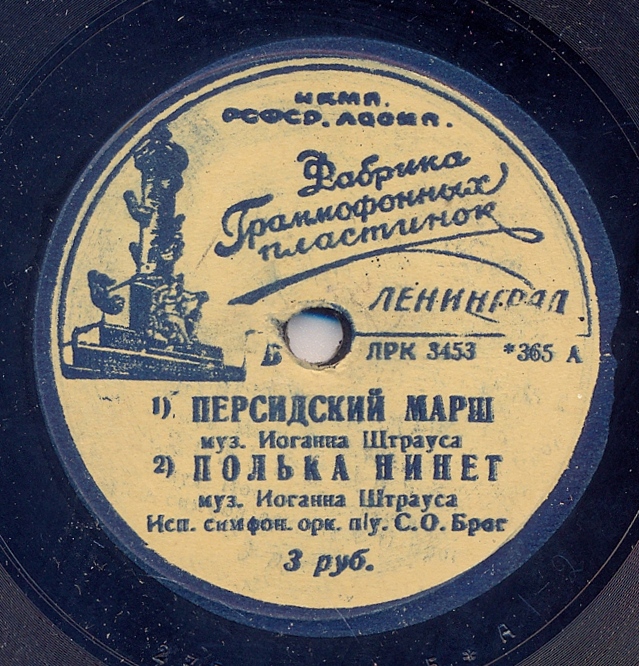 НКМП.
РСФСР. ЛООМП.
Фабрика
Граммофонных
пластинок
ЛЕНИНГРАД
Б ЛРК 3453 *365 А
1) ПЕРСИДСКИЙ МАРШ
муз. Иоганна Штрауса
2) ПОЛЬКА НИНЕТ
муз. Иоганна Штрауса
Исп. симфон. орк. п/у. С. О. Брег
3 руб.